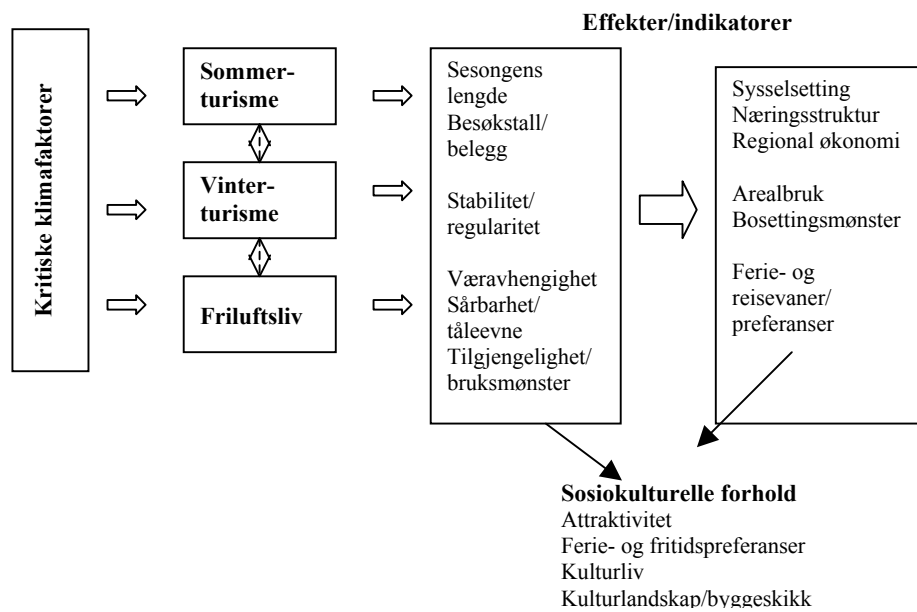 Effekter/indikatorer
Kritiske klimafaktorer
Sommer-
turisme
Vinter-
turisme
Friluftsliv
Sesongens
lengde
Besøkstall/
belegg
Stabilitet/
regularitet
Væravhengighet
Sårbarhet/
tåleevne
Tilgjengelighet/
bruksmønster
Sysselsetting
Næringsstruktur
Regional økonomi
Arealbruk
Bosettingsmønster
Ferie- og
reisevaner/
preferanser
Sosiokulturelle forhold
Attraktivitet
Ferie- og fritidspreferanser
Kulturliv
Kulturlandskap/byggeskikk